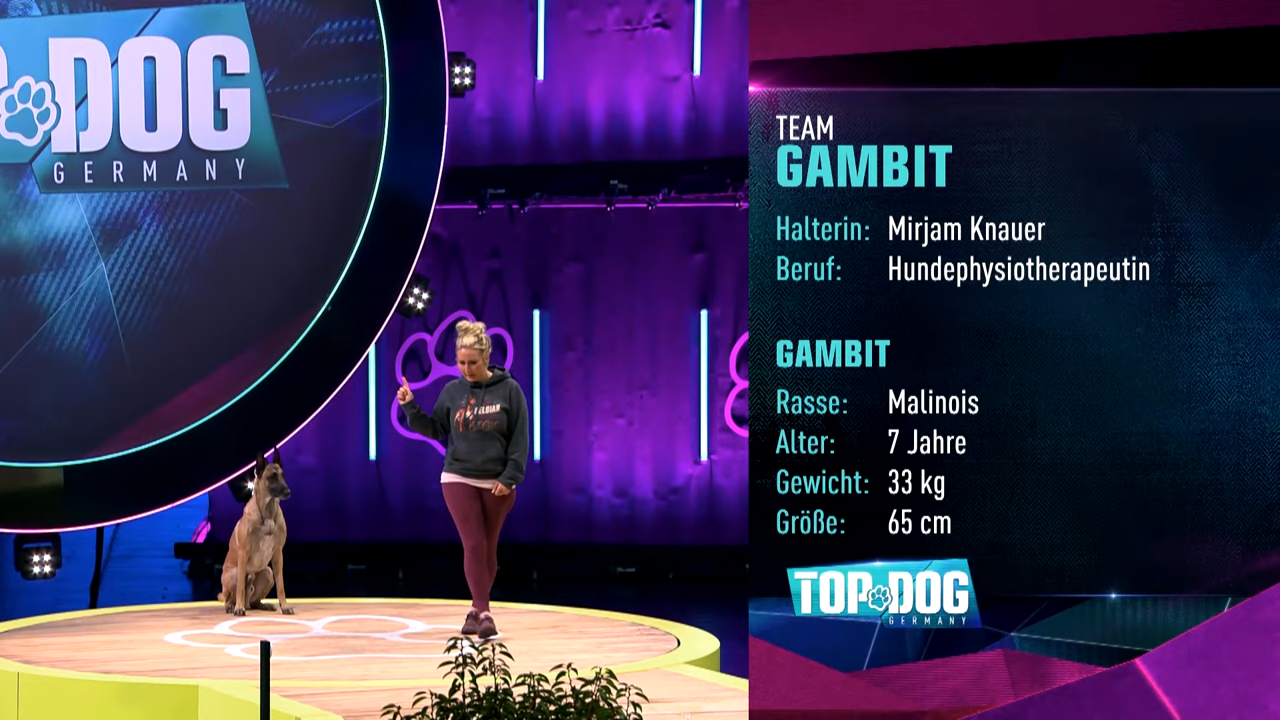 DOG
GERMANY
BELGIAN
TEAM
GAMBIT
Halterin: Mirjam Knauer
Beruf: Hundephysiotherapeutin
GAMBIT
Rasse: Malinois
Alter: 7 Jahre
Gewicht: 33 kg
Größe: 65 cm
TOP DOG
GERMANY